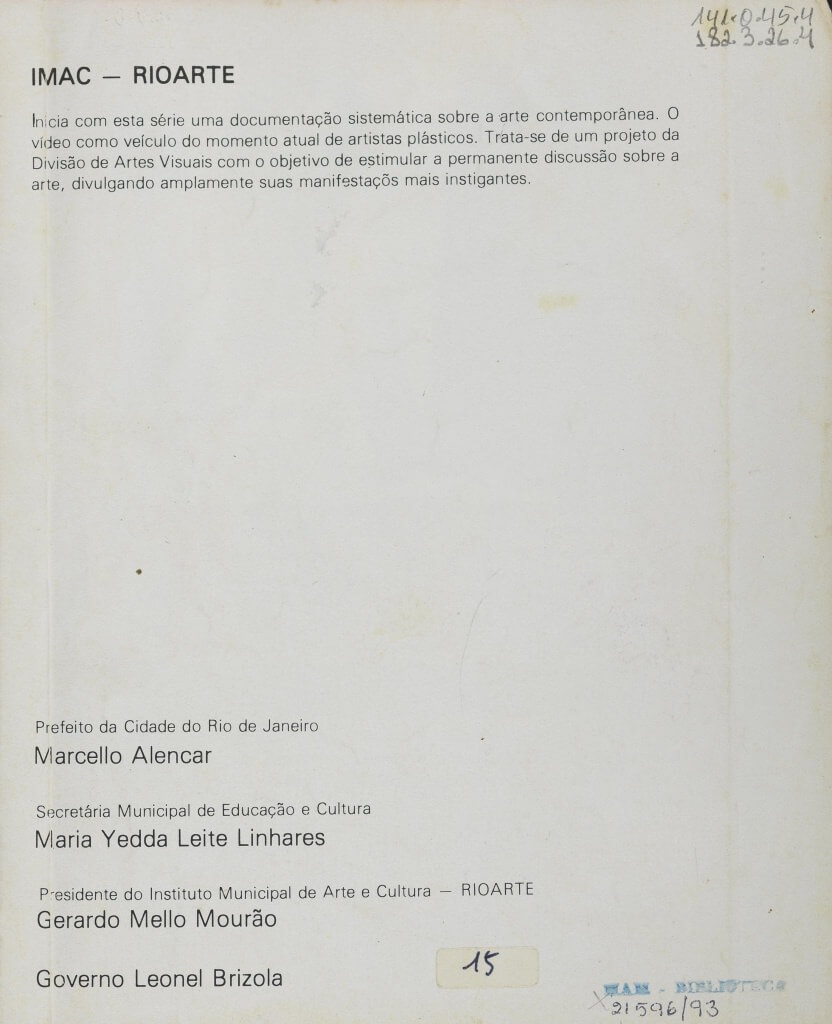 141.0.45.4
182.3.26.4
IMAC — RIOARTE
Inicia com esta série uma documentação sistemática sobre a arte contemporânea. O
vídeo como veículo do momento atual de artistas plásticos. Trata-se de um projeto da
Divisão de Artes Visuais com o objetivo de estimular a permanente discussão sobre a
arte, divulgando amplamente suas manifestaçõs mais instigantes.
Prefeito da Cidade do Rio de Janeiro
Marcello Alencar
Secretária Municipal de Educação e Cultura
Maria Yedda Leite Linhares
Presidente do Instituto Municipal de Arte e Cultura — RIOARTE
Gerardo Mello Mourão
Governo Leonel Brizola
15
MAM - BIBLIOTECA
21596/93